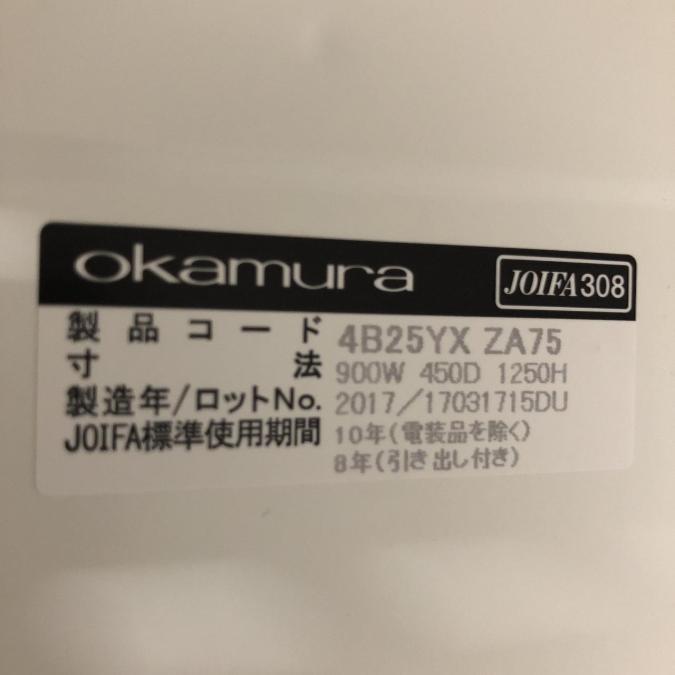 okamura JOIFA308
製品コード 4B25YX ZA75
寸法 900W 450D 1250H
製造年/ロットNo. 2017/17031715DU
JOIFA標準使用期間 10年(電装品を除く)
8年(引き出し付き)